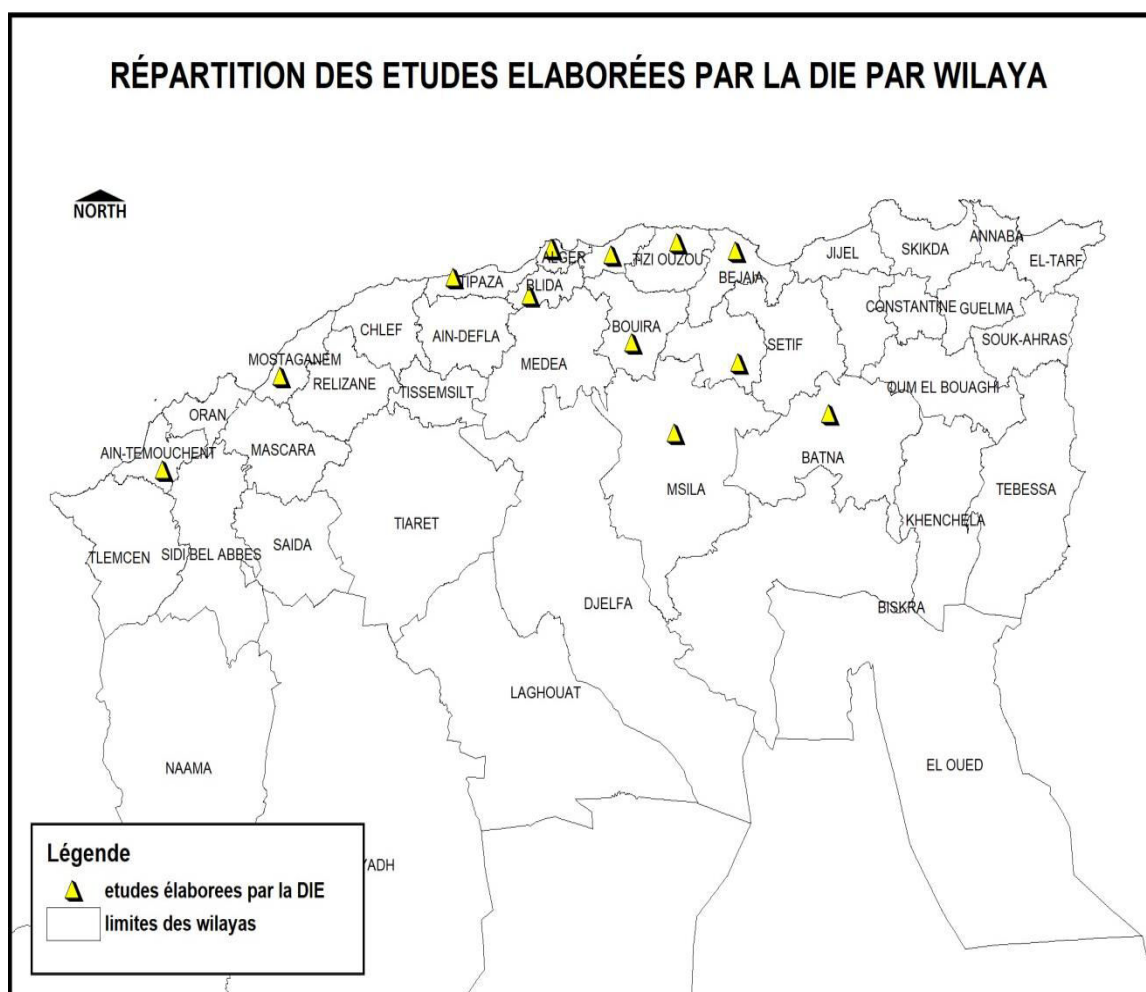 RÉPARTITION DES ETUDES ELABORÉES PAR LA DIE PAR WILAYA
NORTH
ANNABA
SKIKDA
JIJEL
EL-TARF
ALGER
TIZI OUZOU
BEJAIA
TIPAZA
BLIDA
CONSTANTINE
GUELMA
CHLEF
AIN-DEFLA
BOUIRA
SETIF
SOUK-AHRAS
MOSTAGANEM
RELIZANE
TISSEMSILT
MEDEA
OUM EL BOUAGHI
ORAN
MASCARA
AIN-TEMOUCHENT
BATNA
MSILA
TEBESSA
TIARET
KHENCHELA
TLEMCEN
SIDI BEL ABBES
SAIDA
DJELFA
BISKRA
LAGHOUAT
NAAMA
EL OUED
YADH
Légende
etudes élaborees par la DIE
limites des wilayas